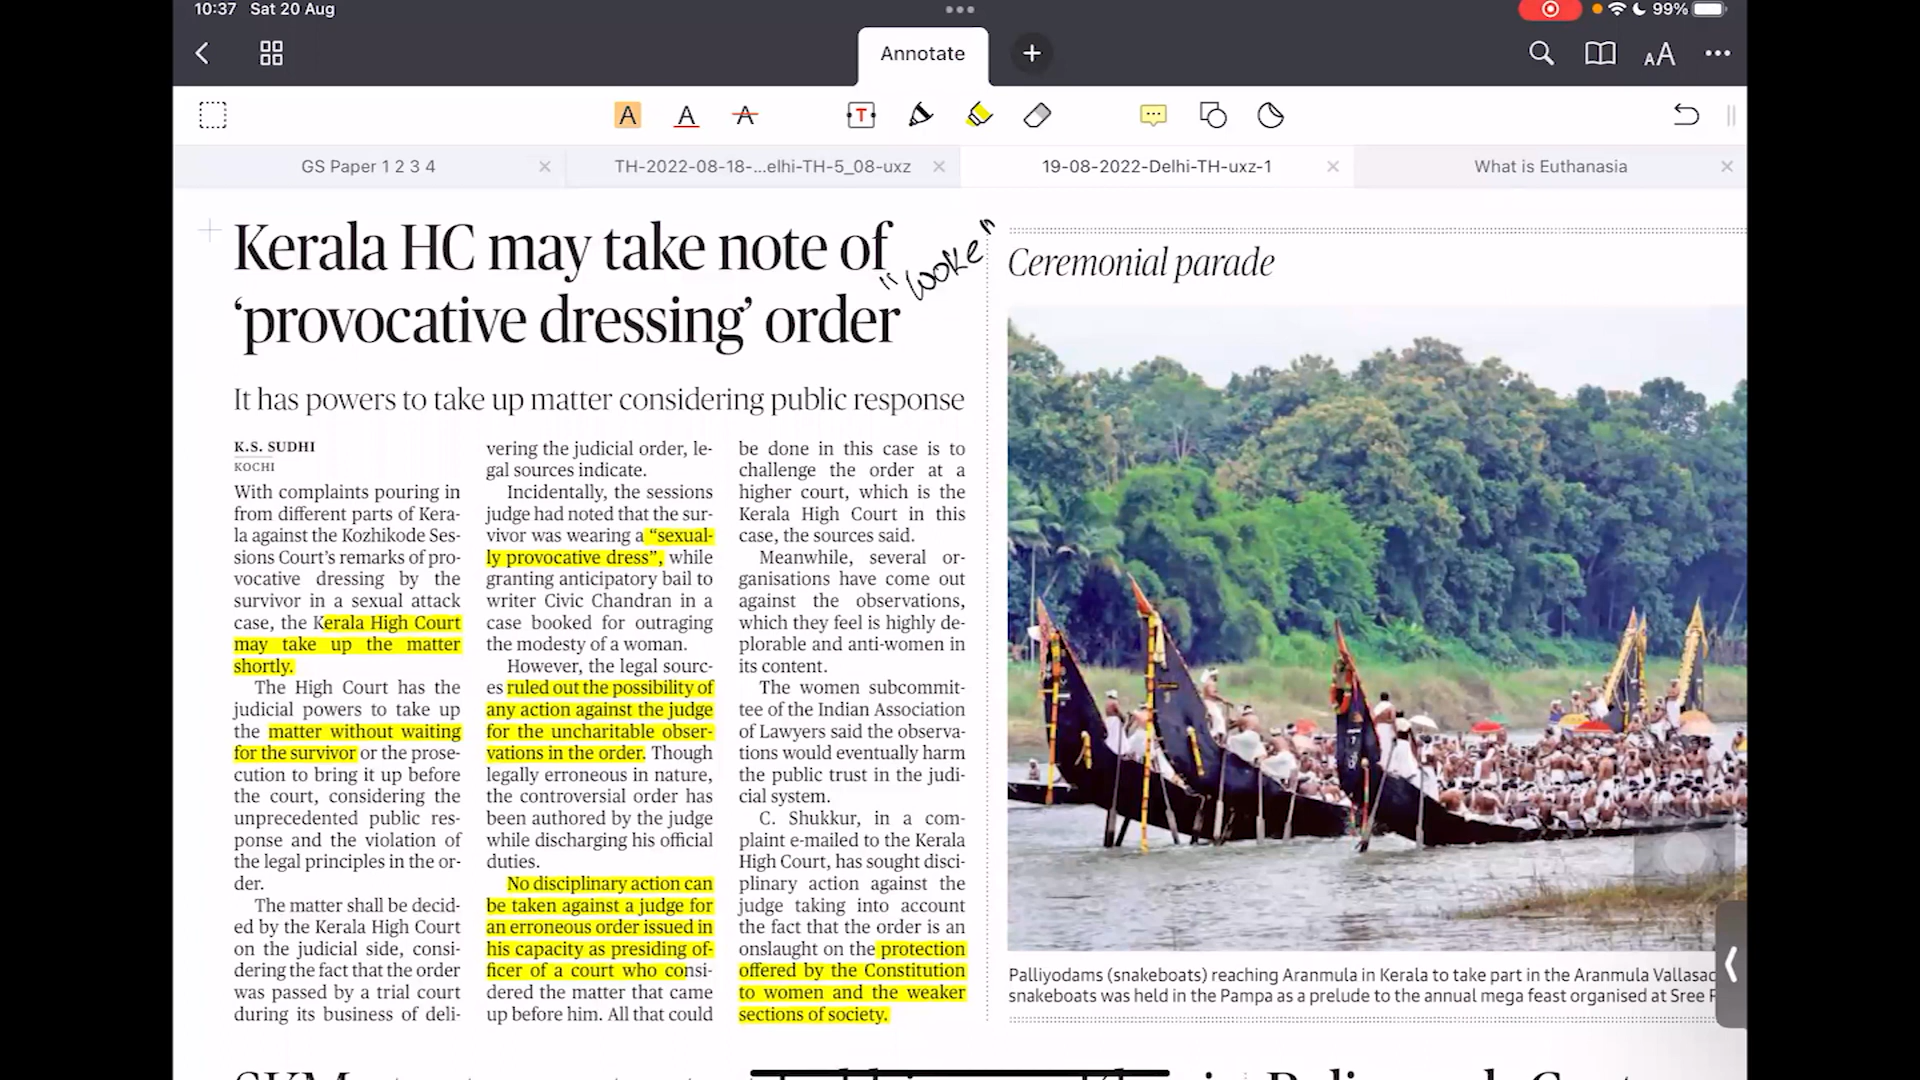 10:37 Sat 20 Aug
99%
Annotate
GS Paper 1 2 3 4
TH-2022-08-18-...elhi-TH-5_08-uxz
19-08-2022-Delhi-TH-uxz-1
What is Euthanasia
Kerala HC may take note of
‘provocative dressing’ order
"woke"
It has powers to take up matter considering public response
K.S. SUDHI
KOCHI
With complaints pouring in
from different parts of Kera-
la against the Kozhikode Ses-
sions Court’s remarks of pro-
vocative dressing by the
survivor in a sexual attack
case, the Kerala High Court
may take up the matter
shortly.
The High Court has the
judicial powers to take up
the matter without waiting
for the survivor or the prose-
cution to bring it up before
the court, considering the
unprecedented public res-
ponse and the violation of
the legal principles in the or-
der.
The matter shall be decid-
ed by the Kerala High Court
on the judicial side, consi-
dering the fact that the order
was passed by a trial court
during its business of deli-
vering the judicial order, le-
gal sources indicate.
Incidentally, the sessions
judge had noted that the sur-
vivor was wearing a “sexual-
ly provocative dress”, while
granting anticipatory bail to
writer Civic Chandran in a
case booked for outraging
the modesty of a woman.
However, the legal sourc-
es ruled out the possibility of
any action against the judge
for the uncharitable obser-
vations in the order. Though
legally erroneous in nature,
the controversial order has
been authored by the judge
while discharging his official
duties.
No disciplinary action can
be taken against a judge for
an erroneous order issued in
his capacity as presiding of-
ficer of a court who consi-
dered the matter that came
up before him. All that could
be done in this case is to
challenge the order at a
higher court, which is the
Kerala High Court in this
case, the sources said.
Meanwhile, several or-
ganisations have come out
against the observations,
which they feel is highly de-
plorable and anti-women in
its content.
The women subcommit-
tee of the Indian Association
of Lawyers said the observa-
tions would eventually harm
the public trust in the judi-
cial system.
C. Shukkur, in a com-
plaint e-mailed to the Kerala
High Court, has sought disci-
plinary action against the
judge taking into account
the fact that the order is an
onslaught on the protection
offered by the Constitution
to women and the weaker
sections of society.
Ceremonial parade
Palliyodams (snakeboats) reaching Aranmula in Kerala to take part in the Aranmula Vallasad
snakeboats was held in the Pampa as a prelude to the annual mega feast organised at Sree P